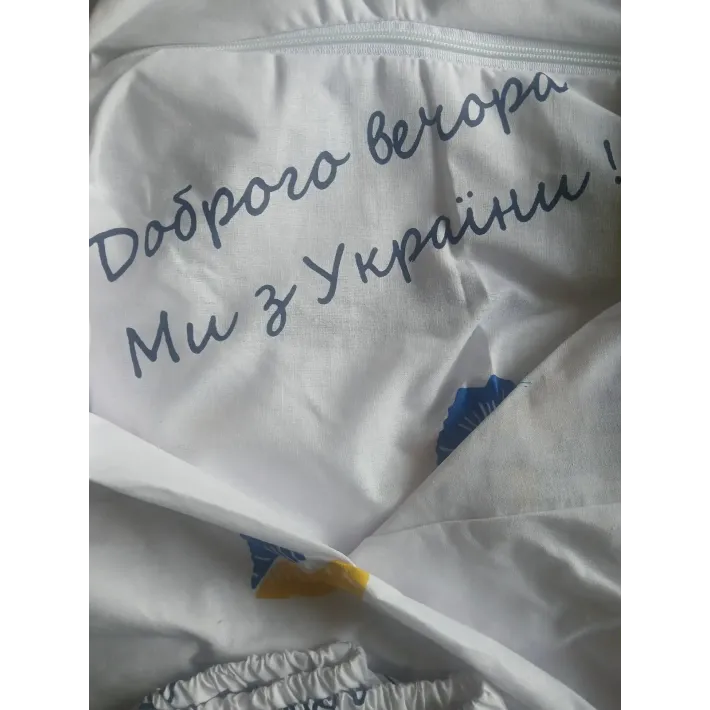 Доброго вечора
Ми з України !